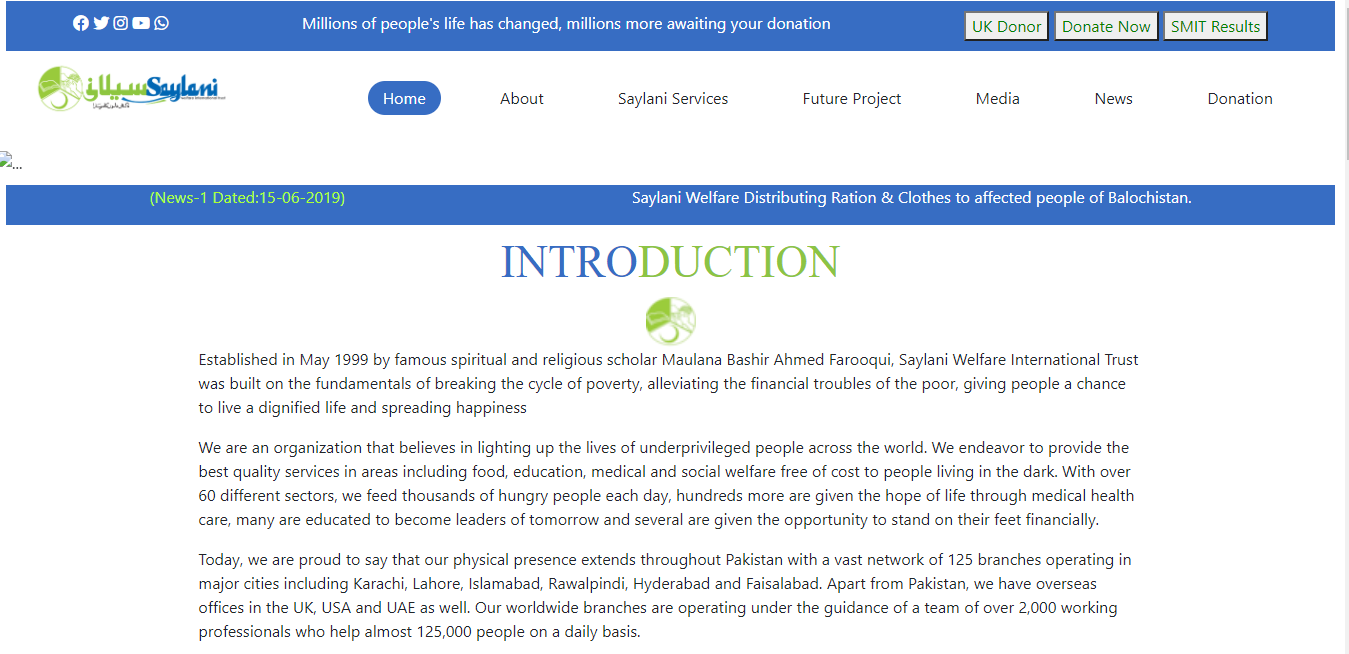 Millions of people's life has changed, millions more awaiting your donation
UK Donor
Donate Now
SMIT Results
سیلانی Saylani
Home
About
Saylani Services
Future Project
Media
News
Donation
...
(News-1 Dated:15-06-2019)
Saylani Welfare Distributing Ration & Clothes to affected people of Balochistan.
INTRODUCTION
Established in May 1999 by famous spiritual and religious scholar Maulana Bashir Ahmed Farooqui, Saylani Welfare International Trust
was built on the fundamentals of breaking the cycle of poverty, alleviating the financial troubles of the poor, giving people a chance
to live a dignified life and spreading happiness
We are an organization that believes in lighting up the lives of underprivileged people across the world. We endeavor to provide the
best quality services in areas including food, education, medical and social welfare free of cost to people living in the dark. With over
60 different sectors, we feed thousands of hungry people each day, hundreds more are given the hope of life through medical health
care, many are educated to become leaders of tomorrow and several are given the opportunity to stand on their feet financially.
Today, we are proud to say that our physical presence extends throughout Pakistan with a vast network of 125 branches operating in
major cities including Karachi, Lahore, Islamabad, Rawalpindi, Hyderabad and Faisalabad. Apart from Pakistan, we have overseas
offices in the UK, USA and UAE as well. Our worldwide branches are operating under the guidance of a team of over 2,000 working
professionals who help almost 125,000 people on a daily basis.